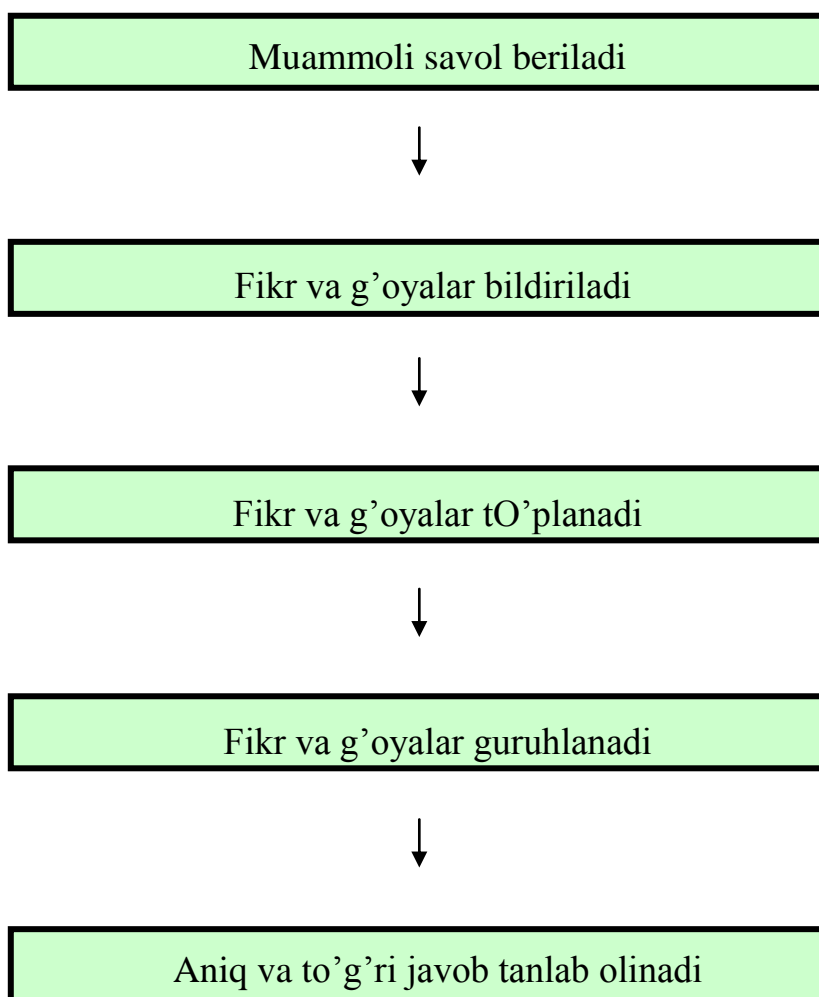 Muammoli savol beriladi
Fikr va g’oyalar bildiriladi
Fikr va g’oyalar tO’planadi
Fikr va g’oyalar guruhlanadi
Aniq va to’g’ri javob tanlab olinadi